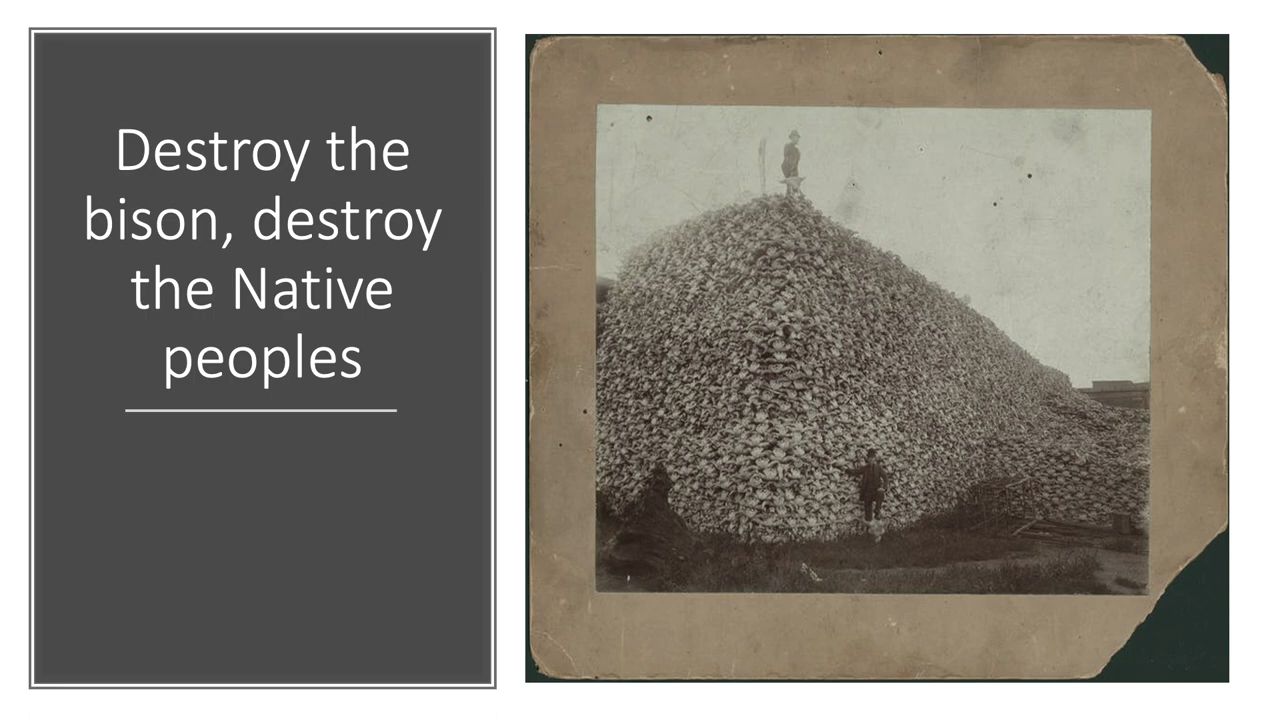 Destroy the
bison, destroy
the Native
peoples